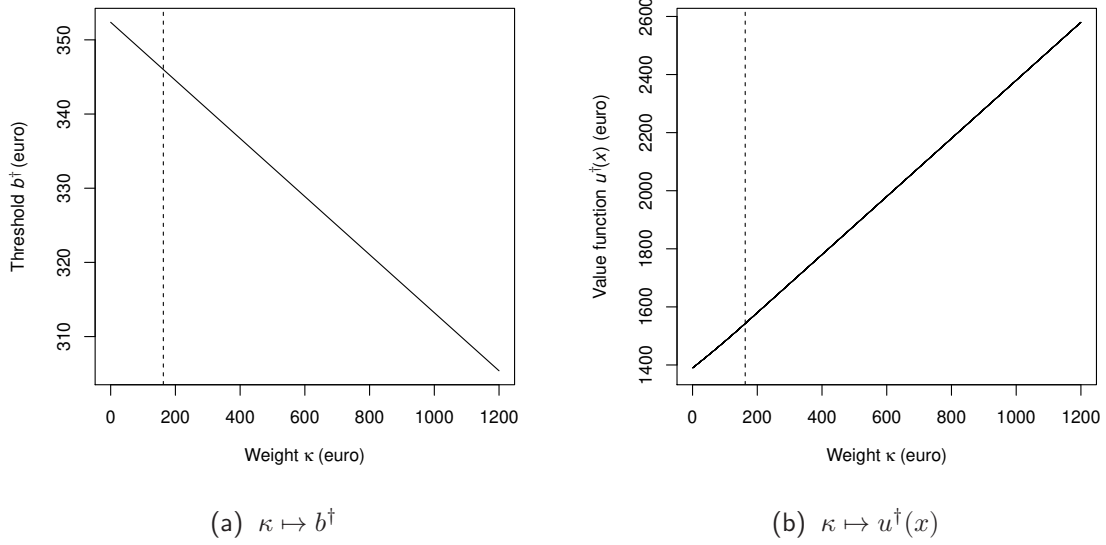 350
340
330
320
310
Threshold b† (euro)
0 200 400 600 800 1000 1200
Weight κ (euro)
(a) κ ↦ b†
2600
2400
2200
2000
1800
1600
1400
Value function u†(x) (euro)
0 200 400 600 800 1000 1200
Weight κ (euro)
(b) κ ↦ u†(x)